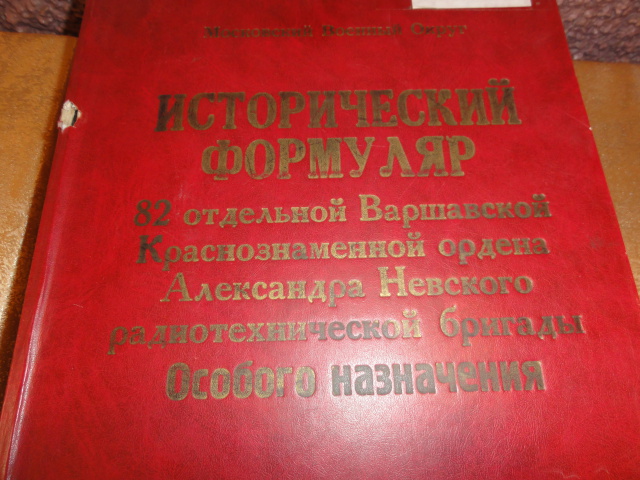 Московский Военный Округ
ИСТОРИЧЕСКИЙ
ФОРМУЛЯР
82 отдельной Варшавской
Краснознаменной ордена
Александра Невского
радиотехнической бригады
Особого назначения